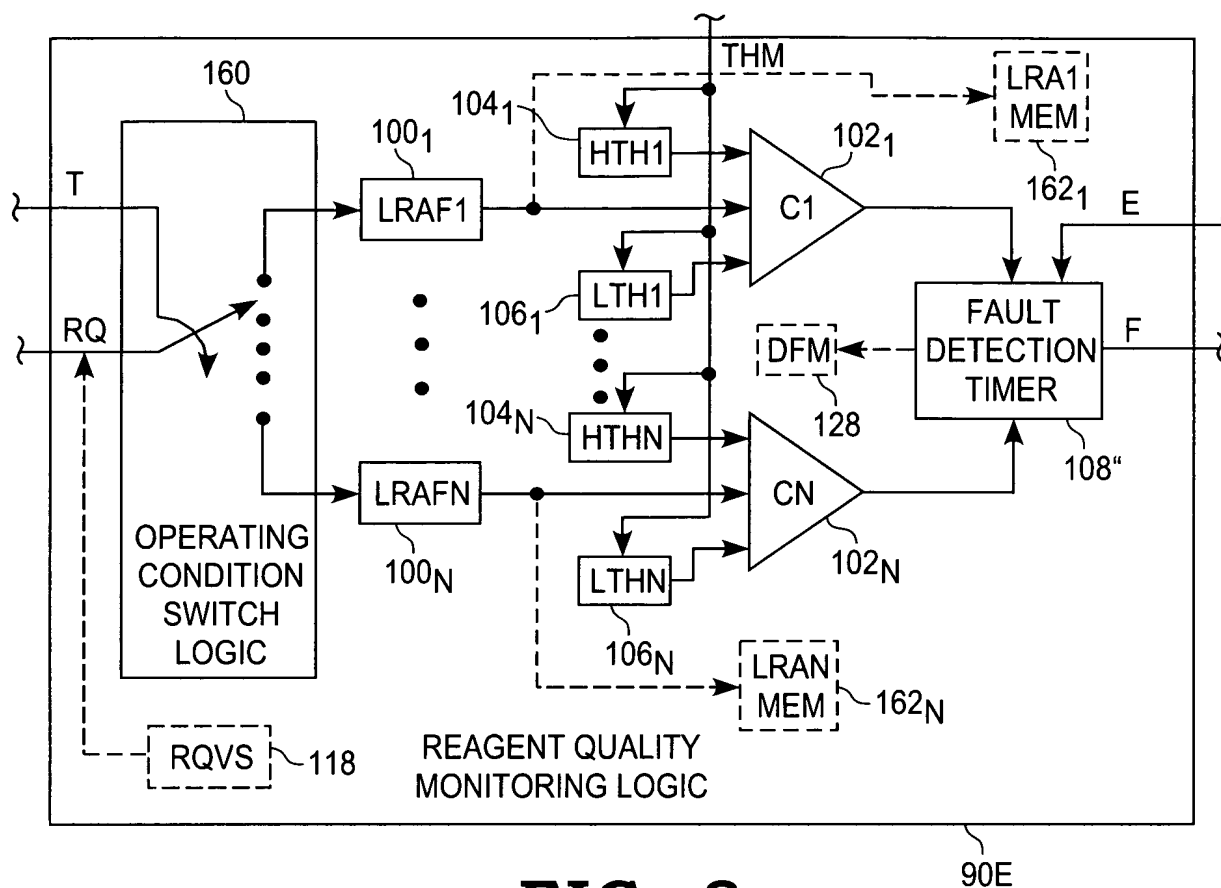 THM
160
LRA1
MEM
104₁
HTH1
100₁
102₁
162₁
T
LRAF1
C1
E
LTH1
106₁
RQ
FAULT
DETECTION
TIMER
F
DFM
128
104N
HTHN
108"
LRAFN
100N
CN
102N
OPERATING
CONDITION
SWITCH
LOGIC
LTHN
106N
LRAN
MEM
162N
RQVS
118
REAGENT QUALITY
MONITORING LOGIC
90E